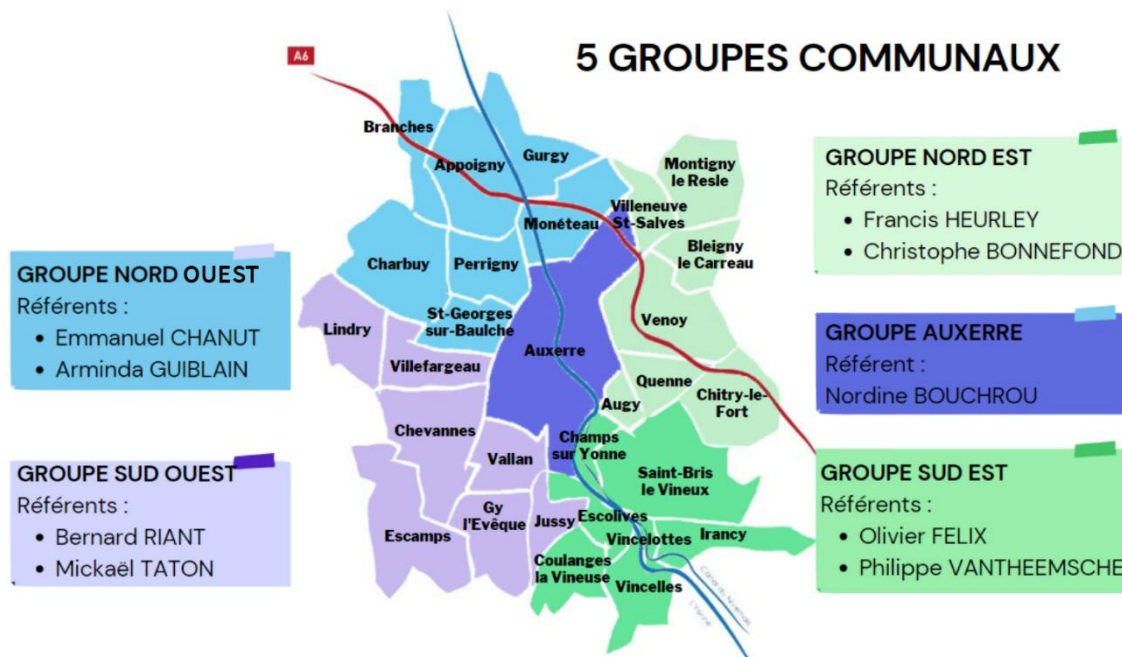 5 GROUPES COMMUNAUX
A6
Branches
Appoigny
Gurgy
Montigny
le Resle
Villeneuve
St-Salves
Monéteau
Bleigny
le Carreau
Charbuy
Perrigny
St-Georges
sur-Baulche
Lindry
Venoy
Auxerre
Villefargeau
Quenne
Augy
Chitry-le-
Fort
Chevannes
Champs
sur Yonne
Vallan
Saint-Bris
le Vineux
Gy
l'Evêque
Jussy
Escolives
Escamps
Vincelottes
Irancy
Coulanges
la Vineuse
Vincelles
Canal du Nivernais
L'Yonne
GROUPE NORD OUEST
Référents :
• Emmanuel CHANUT
• Arminda GUIBLAIN
GROUPE SUD OUEST
Référents :
• Bernard RIANT
• Mickaël TATON
GROUPE NORD EST
Référents :
• Francis HEURLEY
• Christophe BONNEFOND
GROUPE AUXERRE
Référent :
Nordine BOUCHROU
GROUPE SUD EST
Référents :
• Olivier FELIX
• Philippe VANTHEEMSCHE